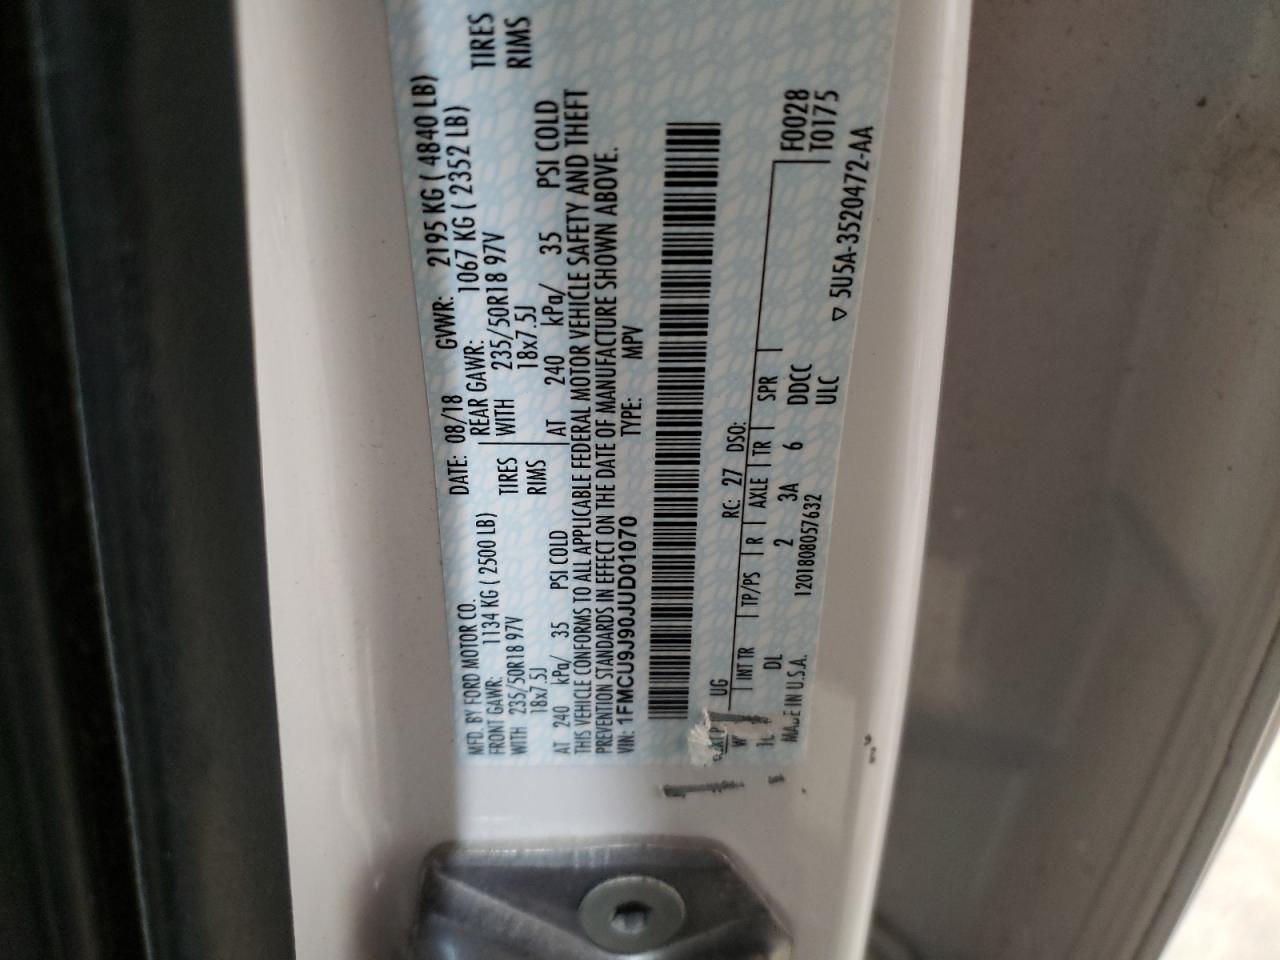 MFD. BY FORD MOTOR CO.
DATE: 08/18 GVWR: 2195 KG ( 4840 LB)
FRONT GAWR: 1134 KG ( 2500 LB)
REAR GAWR: 1067 KG ( 2352 LB)
WITH 235/50R18 97V TIRES
WITH 235/50R18 97V TIRES
18x7.5J RIMS
18x7.5J RIMS
AT 240 kPa/ 35 PSI COLD
AT 240 kPa/ 35 PSI COLD
THIS VEHICLE CONFORMS TO ALL APPLICABLE FEDERAL MOTOR VEHICLE SAFETY AND THEFT
PREVENTION STANDARDS IN EFFECT ON THE DATE OF MANUFACTURE SHOWN ABOVE.
VIN: 1FMCU9J90JUD01070 TYPE: MPV
UG RC: 27 DSO:
INT TR TP/PS R AXLE TR SPR
DL 2 3A 6 DDCC
ULC
MADE IN U.S.A. 1201808057632
F0028
T0175
▽ 5U5A-3520472-AA